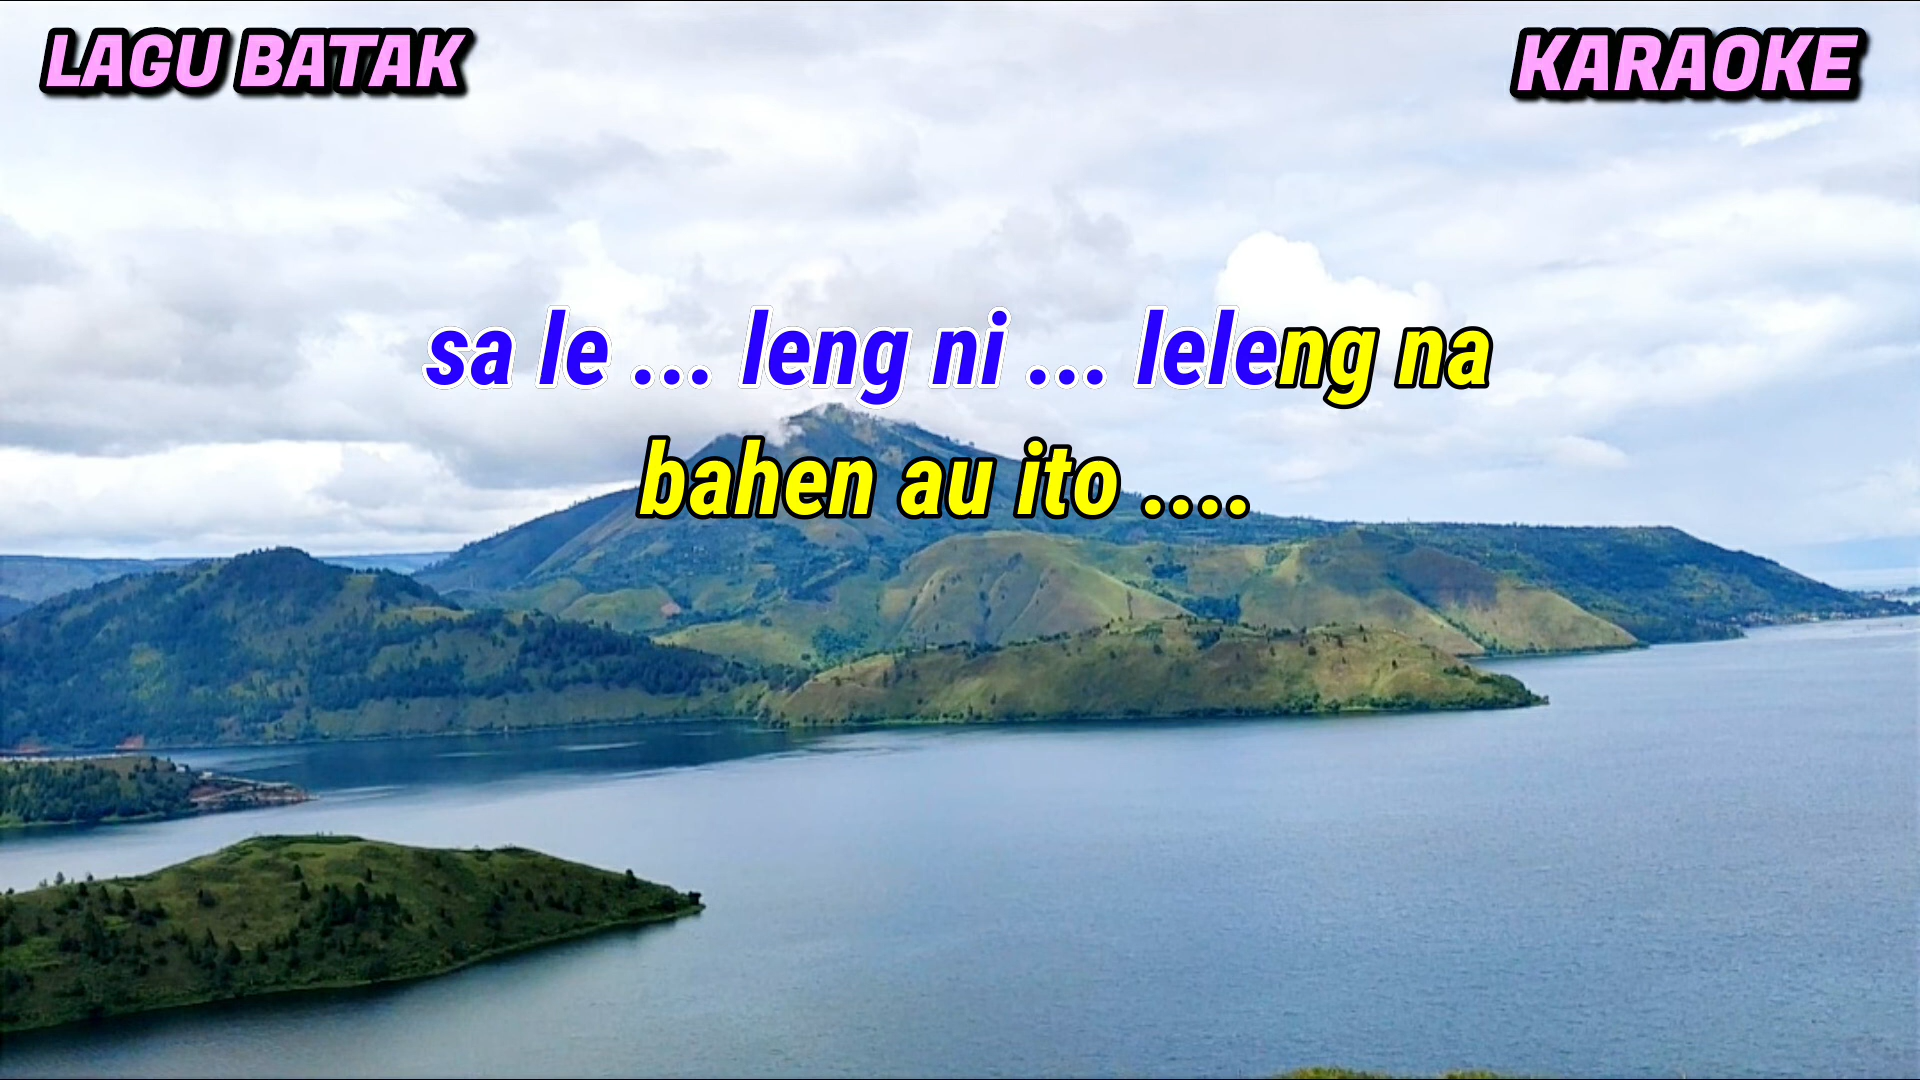 LAGU BATAK
KARAOKE
sa le ... leng ni ... leleng na
bahen au ito ....